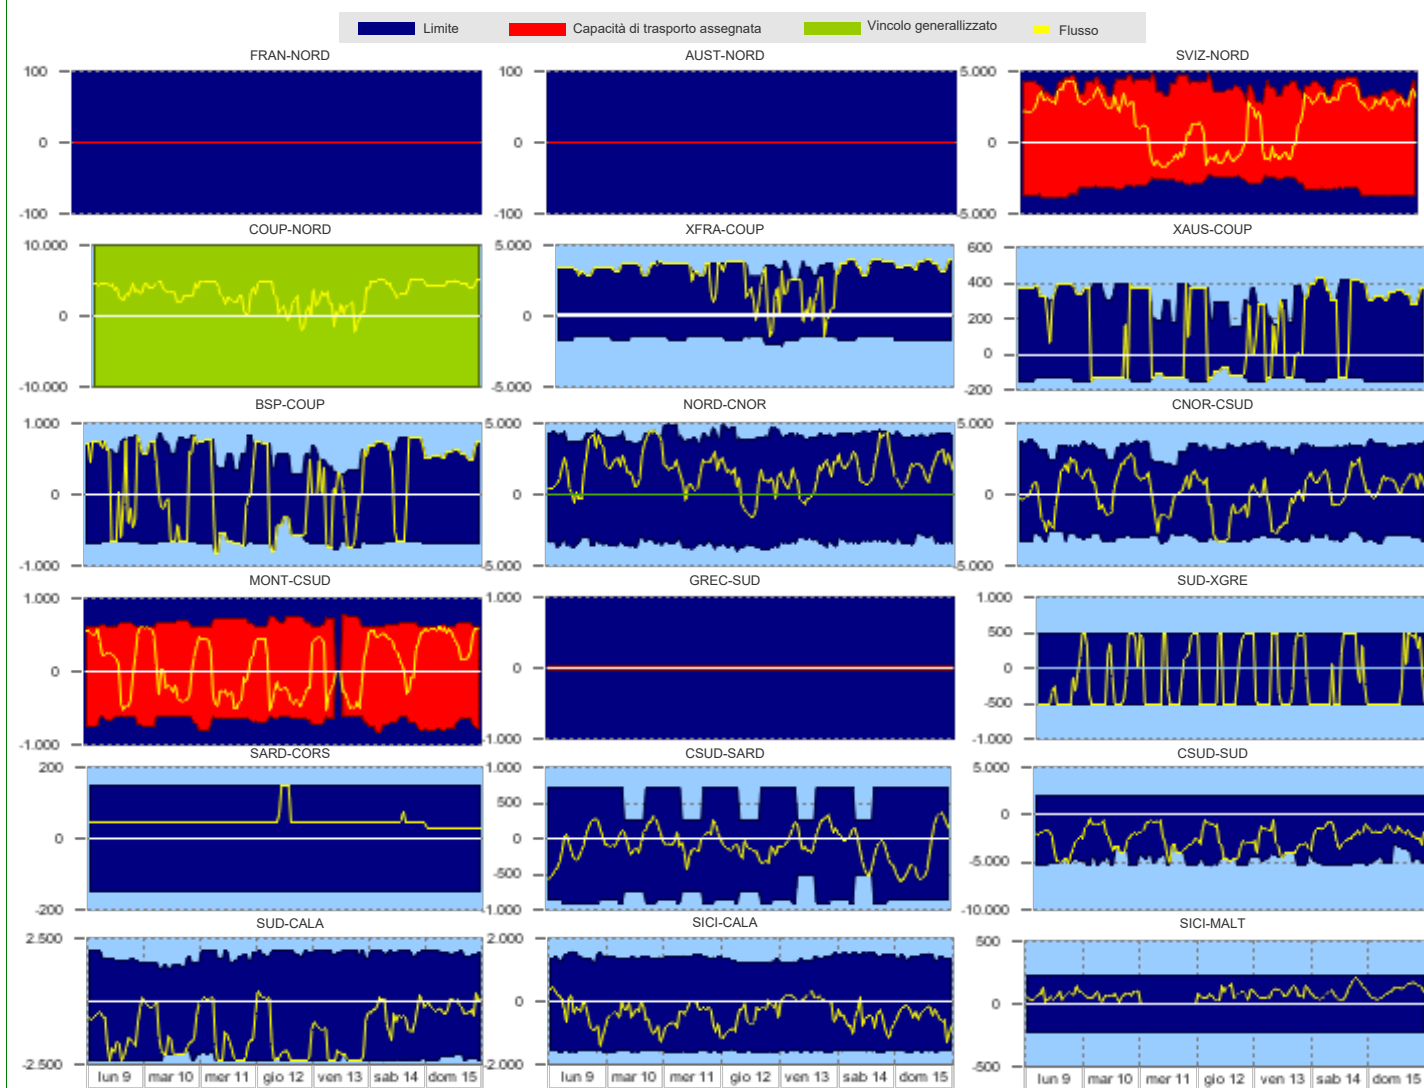 Limite Capacità di trasporto assegnata Vincolo generallizzato Flusso
FRAN-NORD AUST-NORD SVIZ-NORD
100 100 5.000
0 0 0
-100 -100 -5.000
COUP-NORD XFRA-COUP XAUS-COUP
10.000 5.000 600
400
200
0 0 0
-10.000 -5.000 -200
BSP-COUP NORD-CNOR CNOR-CSUD
1.000 5.000 5.000
0 0 0
-1.000 -5.000 -5.000
MONT-CSUD GREC-SUD SUD-XGRE
1.000 1.000 1.000
500
0 0 0
-500
-1.000 -1.000 -1.000
SARD-CORS CSUD-SARD CSUD-SUD
200 1.000 5.000
500
0 0 0
-500 -5.000
-200 -1.000 -10.000
SUD-CALA SICI-CALA SICI-MALT
2.500 2.000 500
0 0 0
-2.500 -2.000 -500
lun 9 mar 10 mer 11 gio 12 ven 13 sab 14 dom 15 lun 9 mar 10 mer 11 gio 12 ven 13 sab 14 dom 15 lun 9 mar 10 mer 11 gio 12 ven 13 sab 14 dom 15